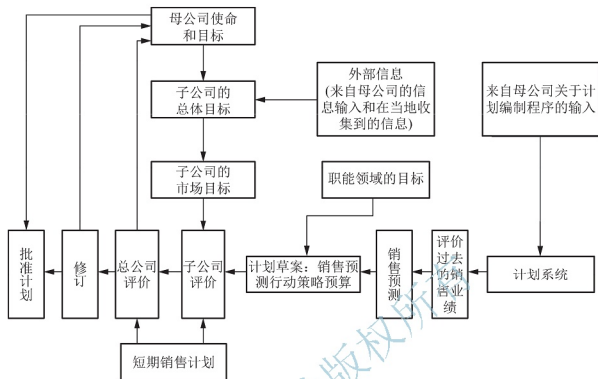 母公司使命
和目标
子公司的
总体目标
外部信息
(来自母公司的信
息输入和在当地收
集到的信息)
来自母公司关于计
划编制程序的输入
子公司的
市场目标
职能领域的目标
批准计划
修订
总公司
评价
子公司
评价
计划草案：销售预
测行动策略预算
销售预测
评价
过去
的销
售业
绩
计划系统
短期销售计划
版权所有